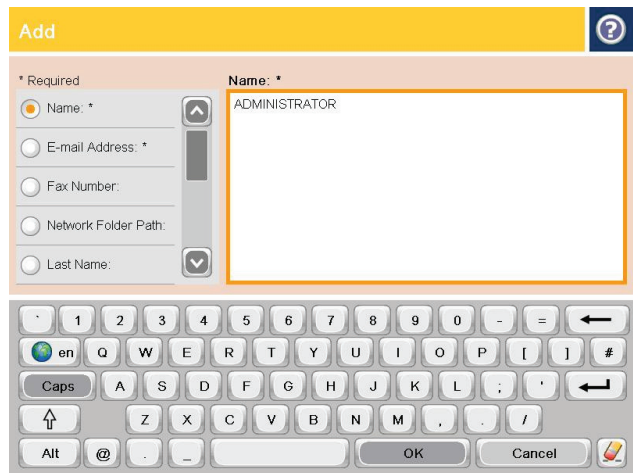 Add
?
* Required
Name: *
Name: *
ADMINISTRATOR
E-mail Address: *
Fax Number:
Network Folder Path:
Last Name:
` 1 2 3 4 5 6 7 8 9 0 - =
en Q W E R T Y U I O P [ ] #
Caps A S D F G H J K L ; '
Z X C V B N M , . /
Alt @ . _ OK Cancel